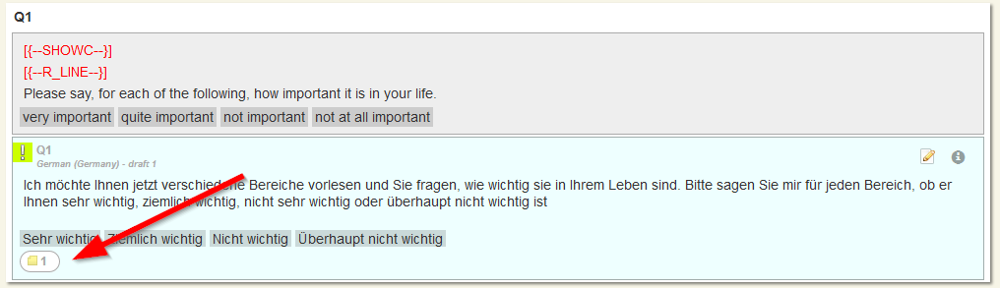 Q1
[{--SHOWC--}]
[{--R_LINE--}]
Please say, for each of the following, how important it is in your life.
very important quite important not important not at all important
! Q1
German (Germany) - draft 1
Ich möchte Ihnen jetzt verschiedene Bereiche vorlesen und Sie fragen, wie wichtig sie in Ihrem Leben sind. Bitte sagen Sie mir für jeden Bereich, ob er
Ihnen sehr wichtig, ziemlich wichtig, nicht sehr wichtig oder überhaupt nicht wichtig ist
Sehr wichtig Ziemlich wichtig Nicht wichtig Überhaupt nicht wichtig
1